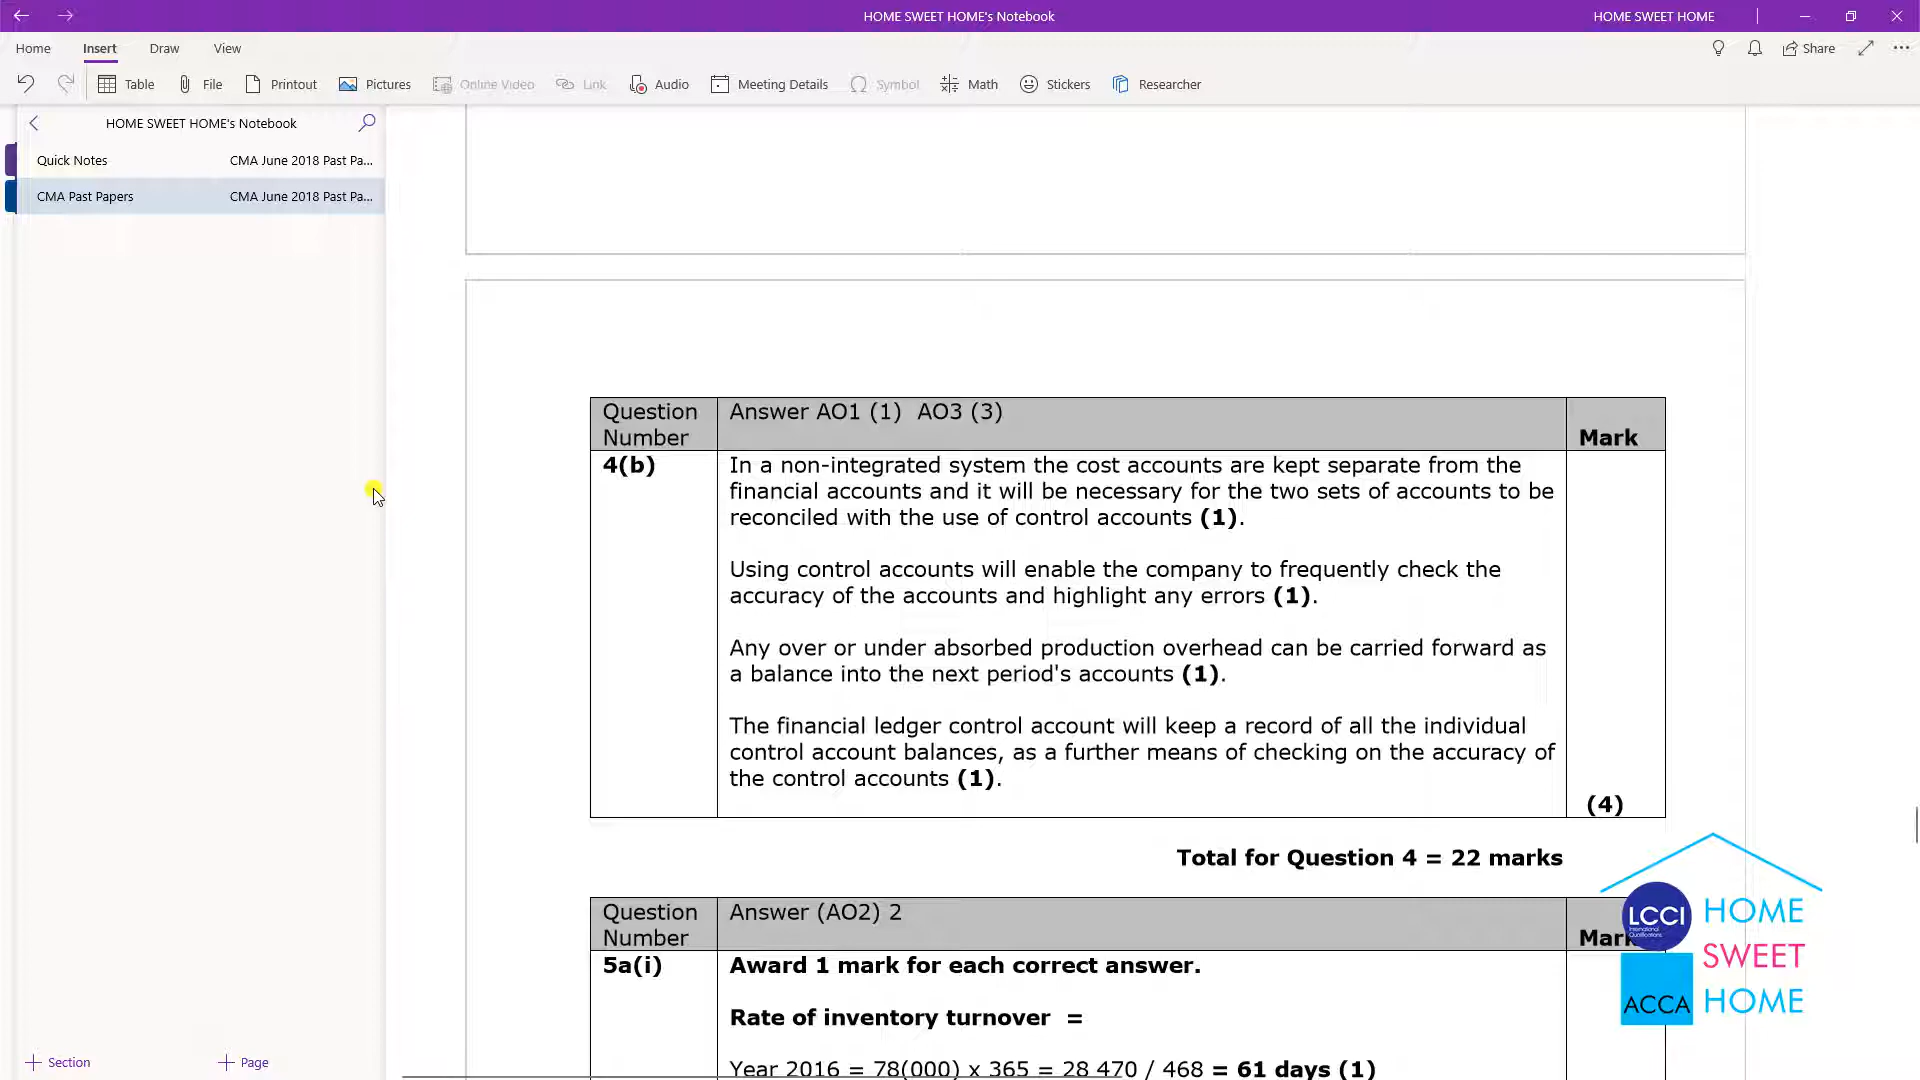 HOME SWEET HOME's Notebook
HOME SWEET HOME
Home Insert Draw View
Share
Table File Printout Pictures Online Video Link Audio Meeting Details Symbol Math Stickers Researcher
HOME SWEET HOME's Notebook
Quick Notes CMA June 2018 Past Pa...
CMA Past Papers CMA June 2018 Past Pa...
Question Number Answer AO1 (1) AO3 (3) Mark
4(b) In a non-integrated system the cost accounts are kept separate from the
financial accounts and it will be necessary for the two sets of accounts to be
reconciled with the use of control accounts (1).
Using control accounts will enable the company to frequently check the
accuracy of the accounts and highlight any errors (1).
Any over or under absorbed production overhead can be carried forward as
a balance into the next period's accounts (1).
The financial ledger control account will keep a record of all the individual
control account balances, as a further means of checking on the accuracy of
the control accounts (1).
(4)
Total for Question 4 = 22 marks
Question Number Answer (AO2) 2 Mark
5a(i) Award 1 mark for each correct answer.
Rate of inventory turnover =
Year 2016 = 78(000) x 365 = 28 470 / 468 = 61 days (1)
LCCI
International Qualifications
HOME
SWEET
ACCA HOME
Section Page